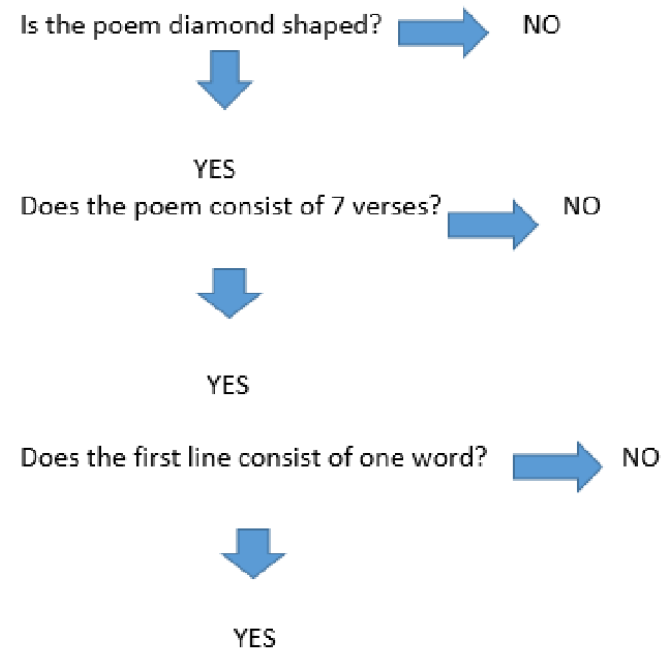 Is the poem diamond shaped? NO
YES
Does the poem consist of 7 verses? NO
YES
Does the first line consist of one word? NO
YES